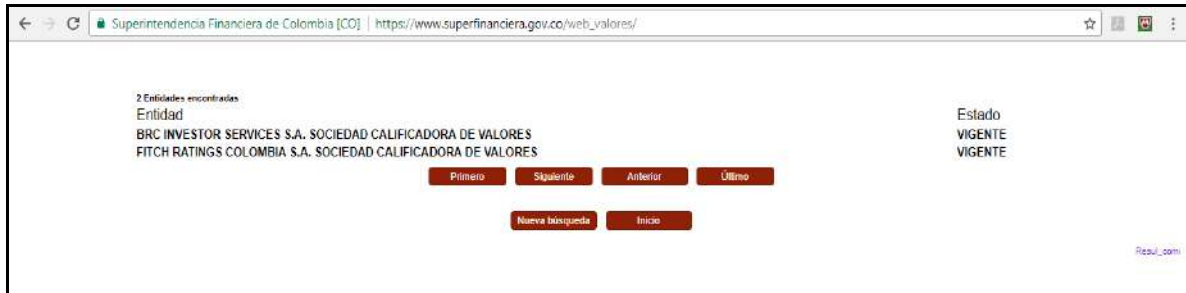 Superintendencia Financiera de Colombia [CO] | https://www.superfinanciera.gov.co/web_valores/
2 Entidades encontradas
Entidad Estado
BRC INVESTOR SERVICES S.A. SOCIEDAD CALIFICADORA DE VALORES VIGENTE
FITCH RATINGS COLOMBIA S.A. SOCIEDAD CALIFICADORA DE VALORES VIGENTE
Primero Siguiente Anterior Último
Nueva búsqueda Inicio
Resul_comi